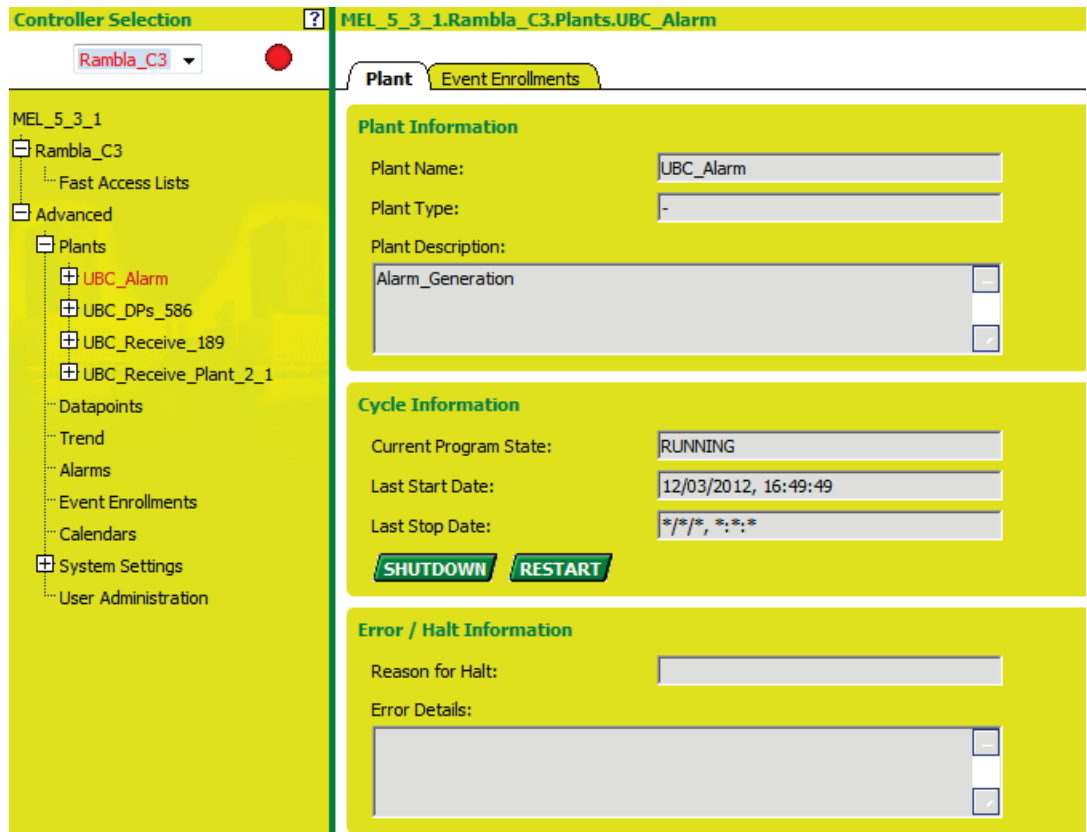 Controller Selection
?
Rambla_C3
MEL_5_3_1
Rambla_C3
Fast Access Lists
Advanced
Plants
UBC_Alarm
UBC_DPs_586
UBC_Receive_189
UBC_Receive_Plant_2_1
Datapoints
Trend
Alarms
Event Enrollments
Calendars
System Settings
User Administration
MEL_5_3_1.Rambla_C3.Plants.UBC_Alarm
Plant Event Enrollments
Plant Information
Plant Name: UBC_Alarm
Plant Type: -
Plant Description:
Alarm_Generation
Cycle Information
Current Program State: RUNNING
Last Start Date: 12/03/2012, 16:49:49
Last Stop Date: */*/*, *:*:*
SHUTDOWN RESTART
Error / Halt Information
Reason for Halt:
Error Details: